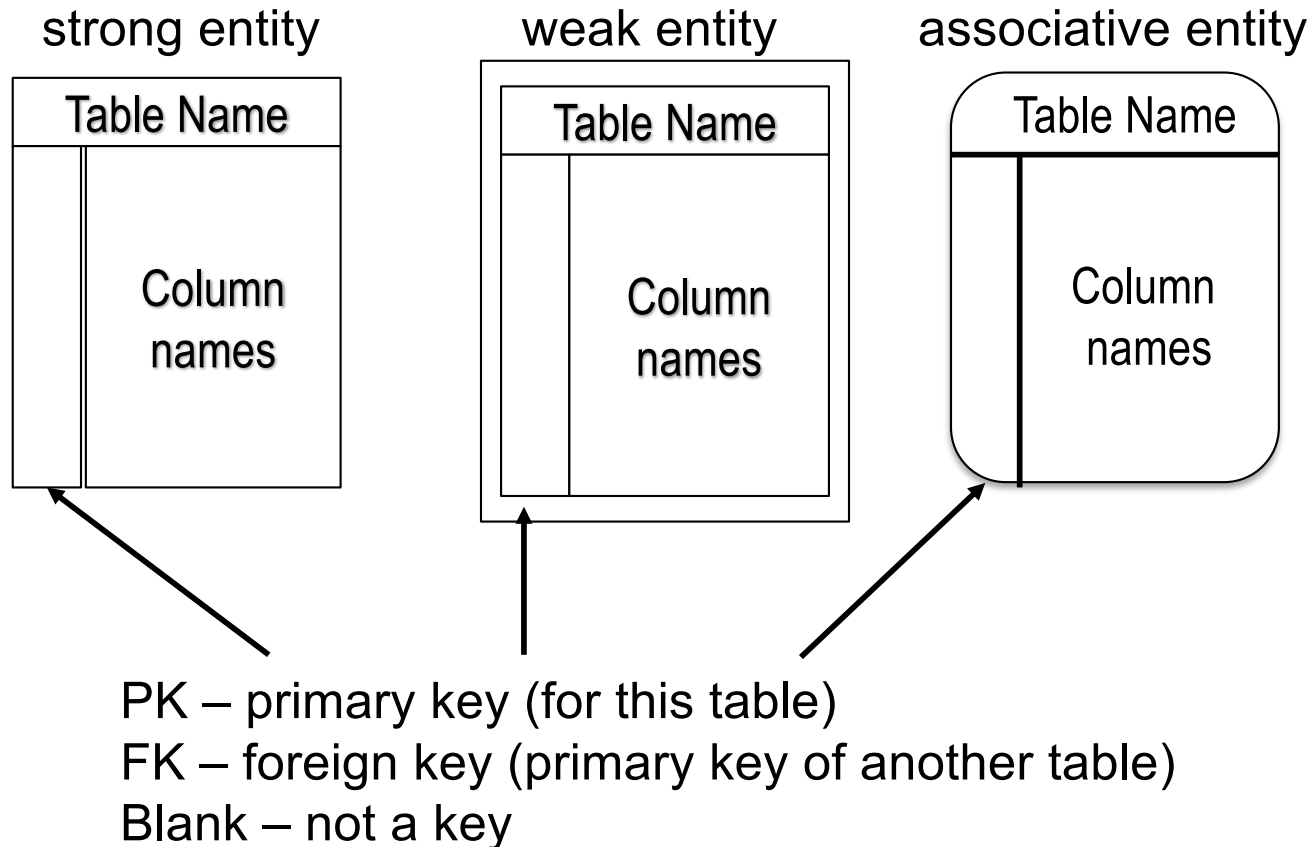 strong entity
weak entity
associative entity
Table Name
Column
names
Table Name
Column
names
Table Name
Column
names
PK – primary key (for this table)
FK – foreign key (primary key of another table)
Blank – not a key